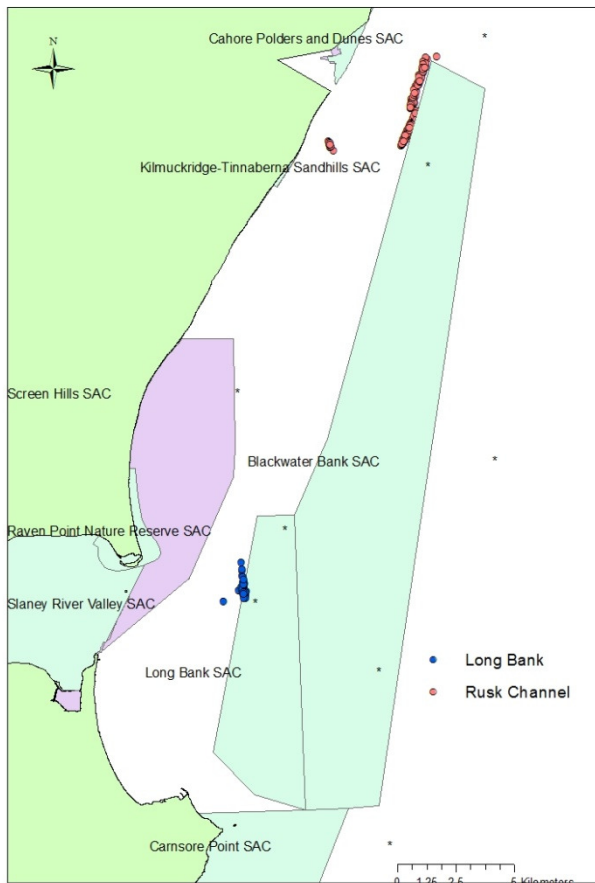 Cahore Polders and Dunes SAC
*
N
Kilmuckridge-Tinnaberna Sandhills SAC
*
Screen Hills SAC
*
Blackwater Bank SAC
*
Raven Point Nature Reserve SAC
*
Slaney River Valley SAC
*
Long Bank
Long Bank SAC
*
Rusk Channel
Carnsore Point SAC
*
0 1.25 2.5 5 Kilometers